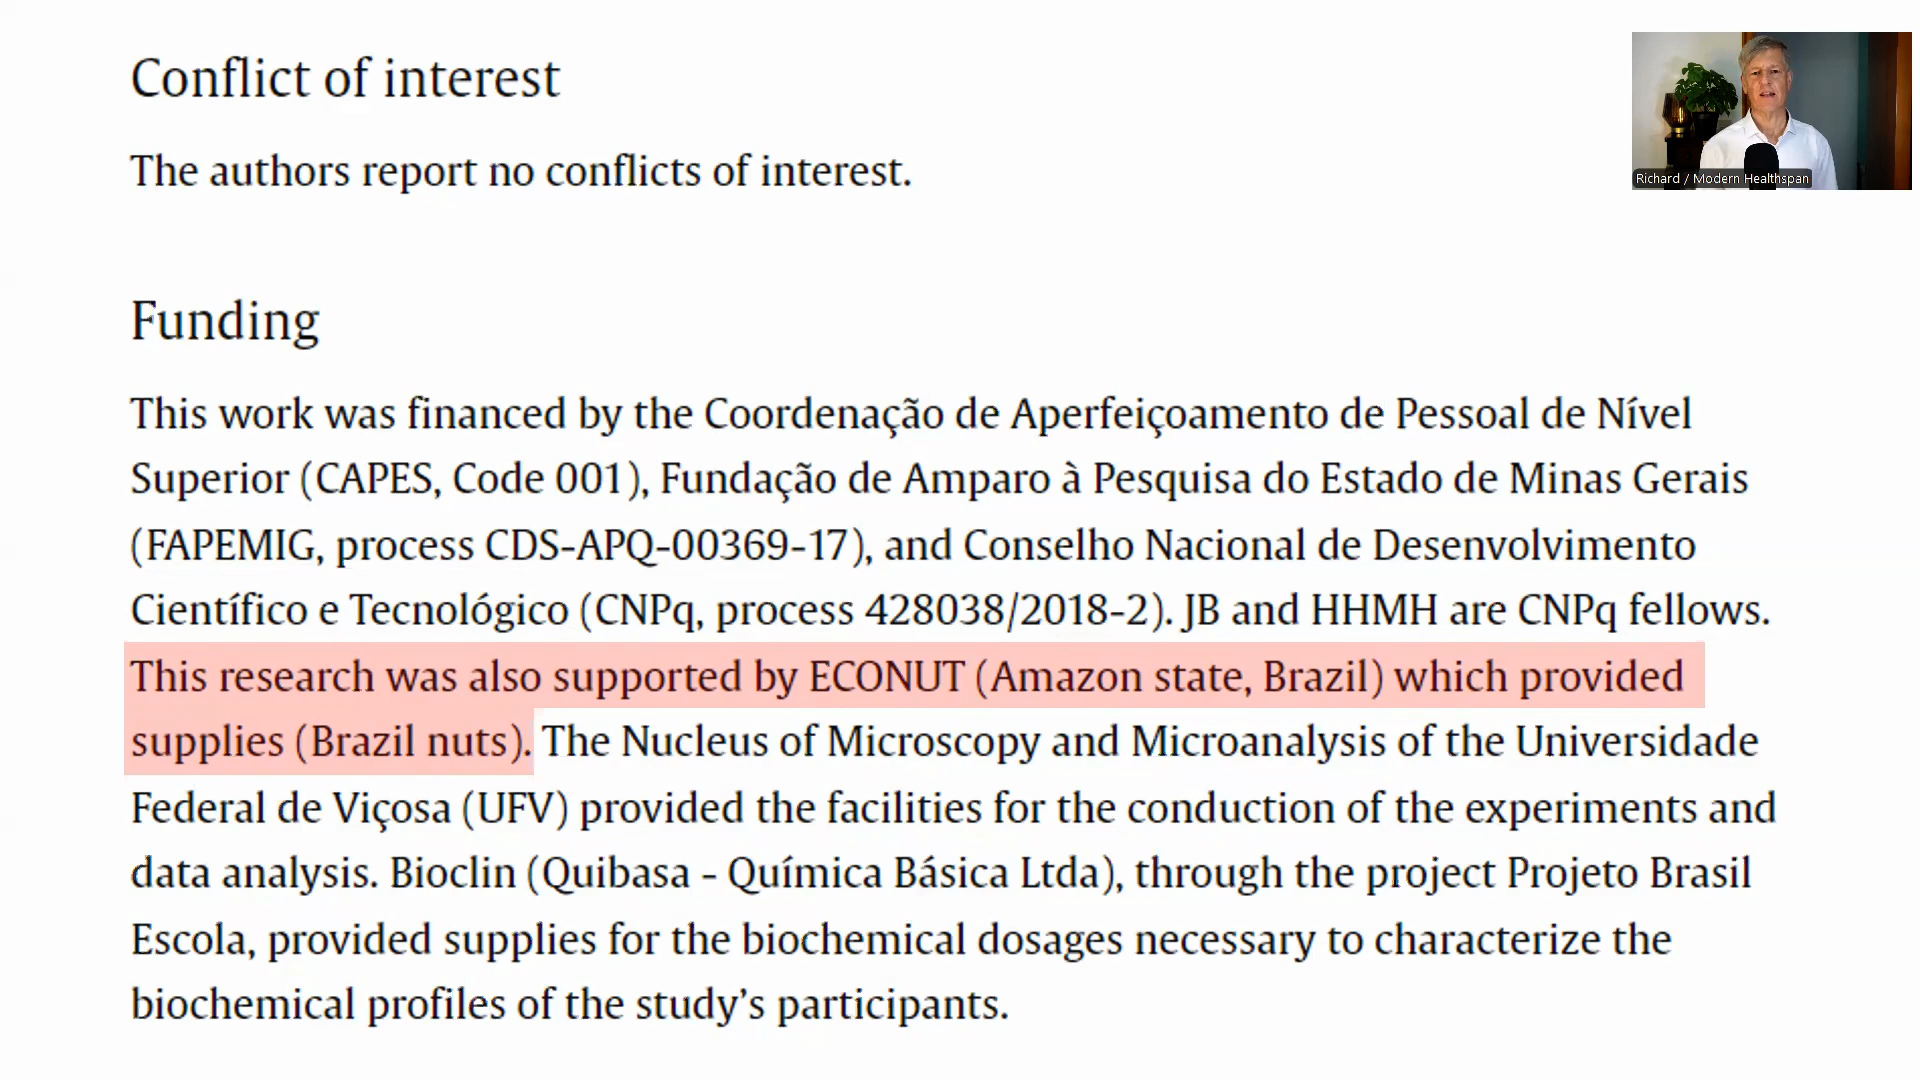 Conflict of interest
Richard / Modern Healthspan
The authors report no conflicts of interest.
Funding
This work was financed by the Coordenação de Aperfeiçoamento de Pessoal de Nível
Superior (CAPES, Code 001), Fundação de Amparo à Pesquisa do Estado de Minas Gerais
(FAPEMIG, process CDS-APQ-00369-17), and Conselho Nacional de Desenvolvimento
Científico e Tecnológico (CNPq, process 428038/2018-2). JB and HHMH are CNPq fellows.
This research was also supported by ECONUT (Amazon state, Brazil) which provided
supplies (Brazil nuts). The Nucleus of Microscopy and Microanalysis of the Universidade
Federal de Viçosa (UFV) provided the facilities for the conduction of the experiments and
data analysis. Bioclin (Quibasa - Química Básica Ltda), through the project Projeto Brasil
Escola, provided supplies for the biochemical dosages necessary to characterize the
biochemical profiles of the study’s participants.